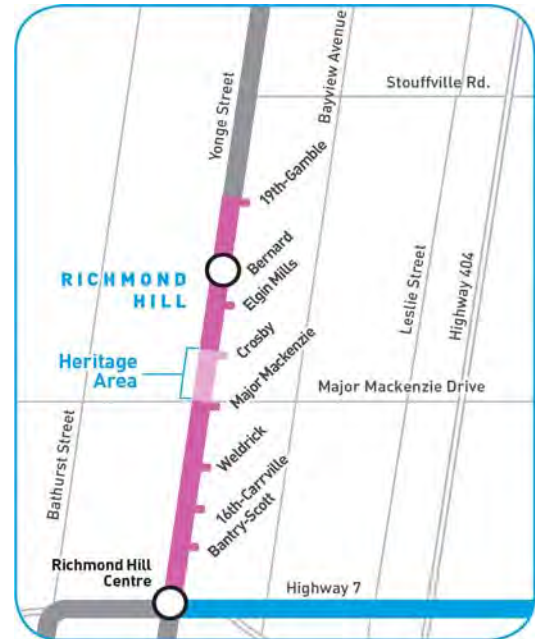 Stouffville Rd.
Yonge Street
Bayview Avenue
19th-Gamble
Bernard
RICHMOND
HILL
Elgin Mills
Leslie Street
Highway 404
Crosby
Heritage
Area
Major Mackenzie
Major Mackenzie Drive
Bathurst Street
Weldrick
16th-Carrville
Bantry-Scott
Richmond Hill
Centre
Highway 7